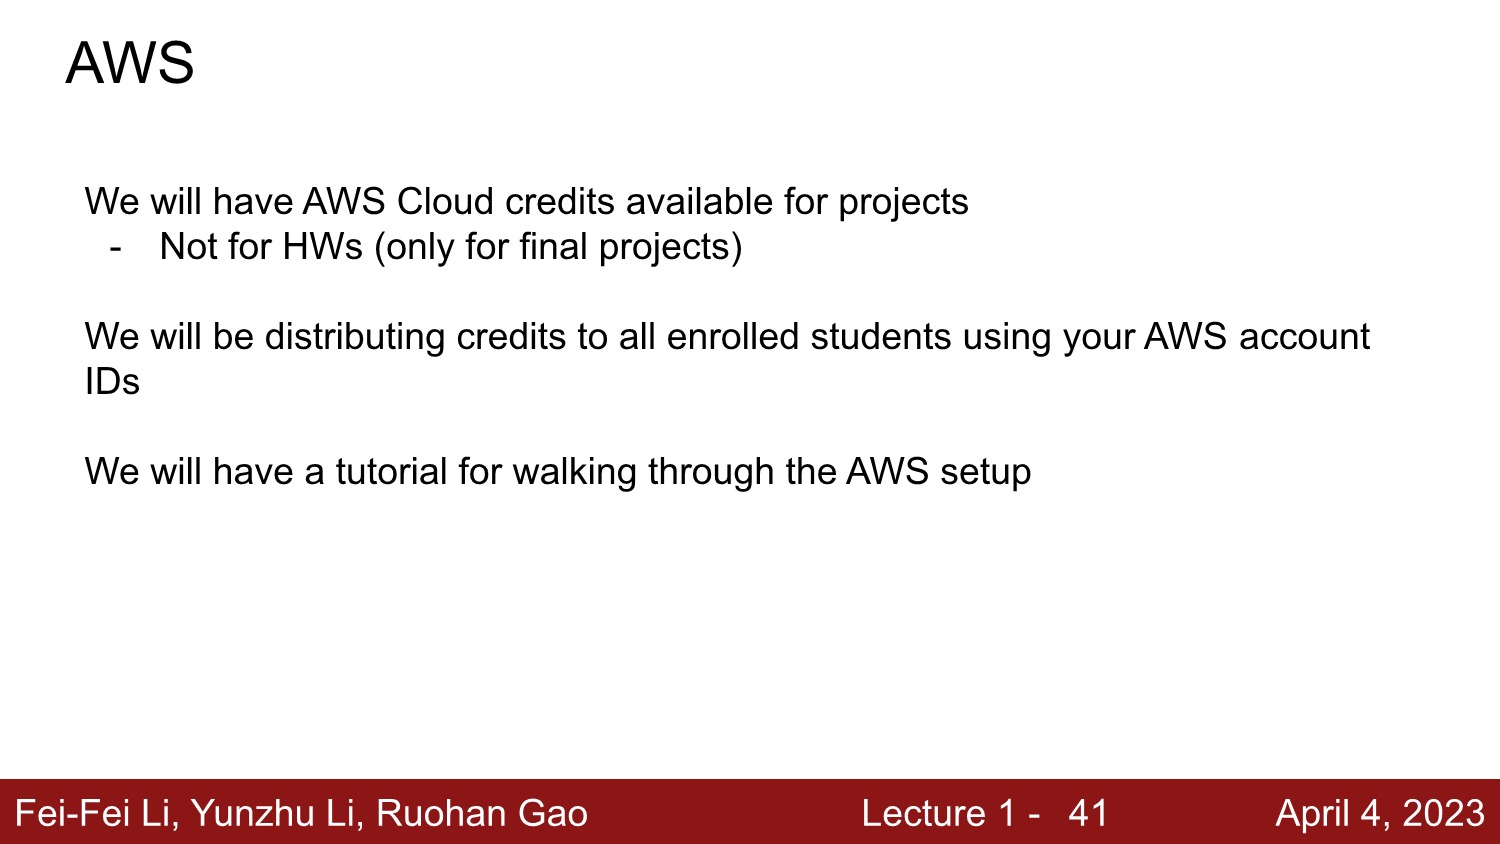 AWS
We will have AWS Cloud credits available for projects
- Not for HWs (only for final projects)
We will be distributing credits to all enrolled students using your AWS account
IDs
We will have a tutorial for walking through the AWS setup
Fei-Fei Li, Yunzhu Li, Ruohan Gao Lecture 1 - 41 April 4, 2023